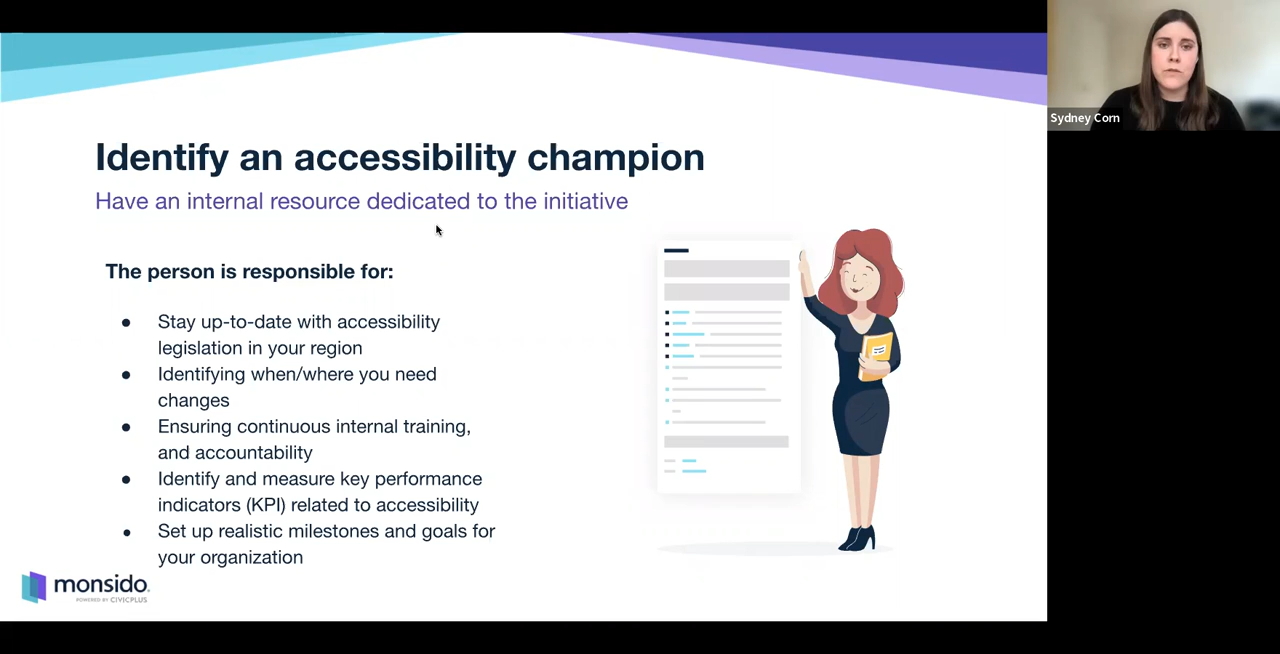 Sydney Corn
Identify an accessibility champion
Have an internal resource dedicated to the initiative
The person is responsible for:
● Stay up-to-date with accessibility
legislation in your region
● Identifying when/where you need
changes
● Ensuring continuous internal training,
and accountability
● Identify and measure key performance
indicators (KPI) related to accessibility
● Set up realistic milestones and goals for
your organization
monsido
POWERED BY CIVICPLUS